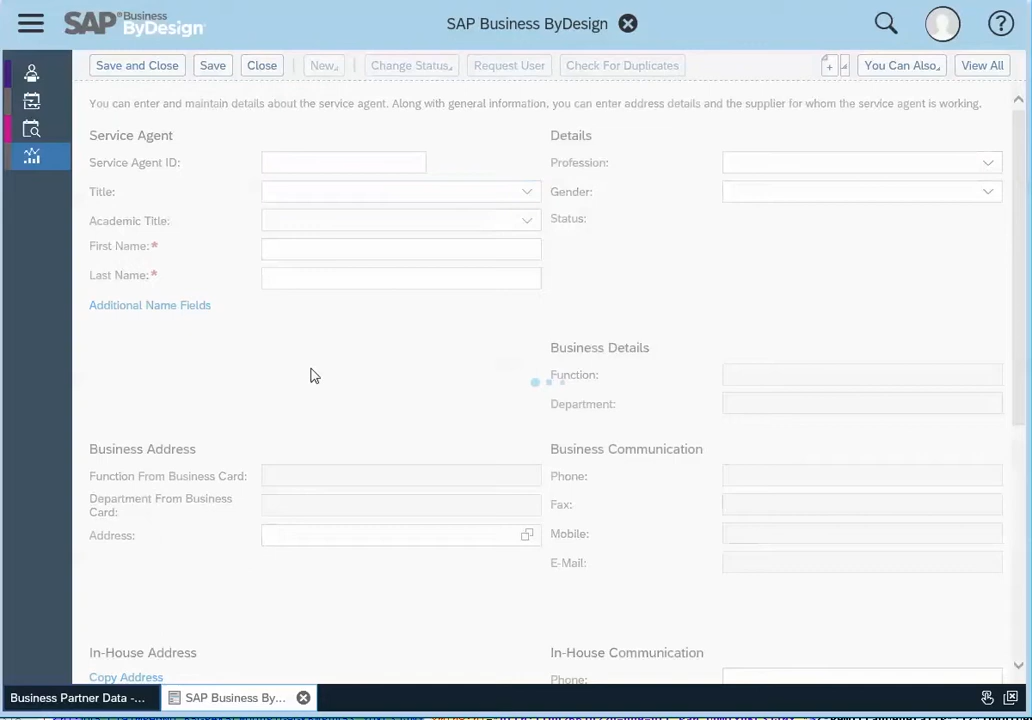 SAP Business ByDesign
SAP Business ByDesign
Save and Close
Save
Close
New
Change Status
Request User
Check For Duplicates
You Can Also
View All
You can enter and maintain details about the service agent. Along with general information, you can enter address details and the supplier for whom the service agent is working.
Service Agent
Details
Service Agent ID:
Profession:
Title:
Gender:
Academic Title:
Status:
First Name:*
Last Name:*
Additional Name Fields
Business Details
Function:
Department:
Business Address
Business Communication
Function From Business Card:
Phone:
Department From Business
Card:
Fax:
Address:
Mobile:
E-Mail:
In-House Address
In-House Communication
Copy Address
Phone:
Business Partner Data -...
SAP Business By...